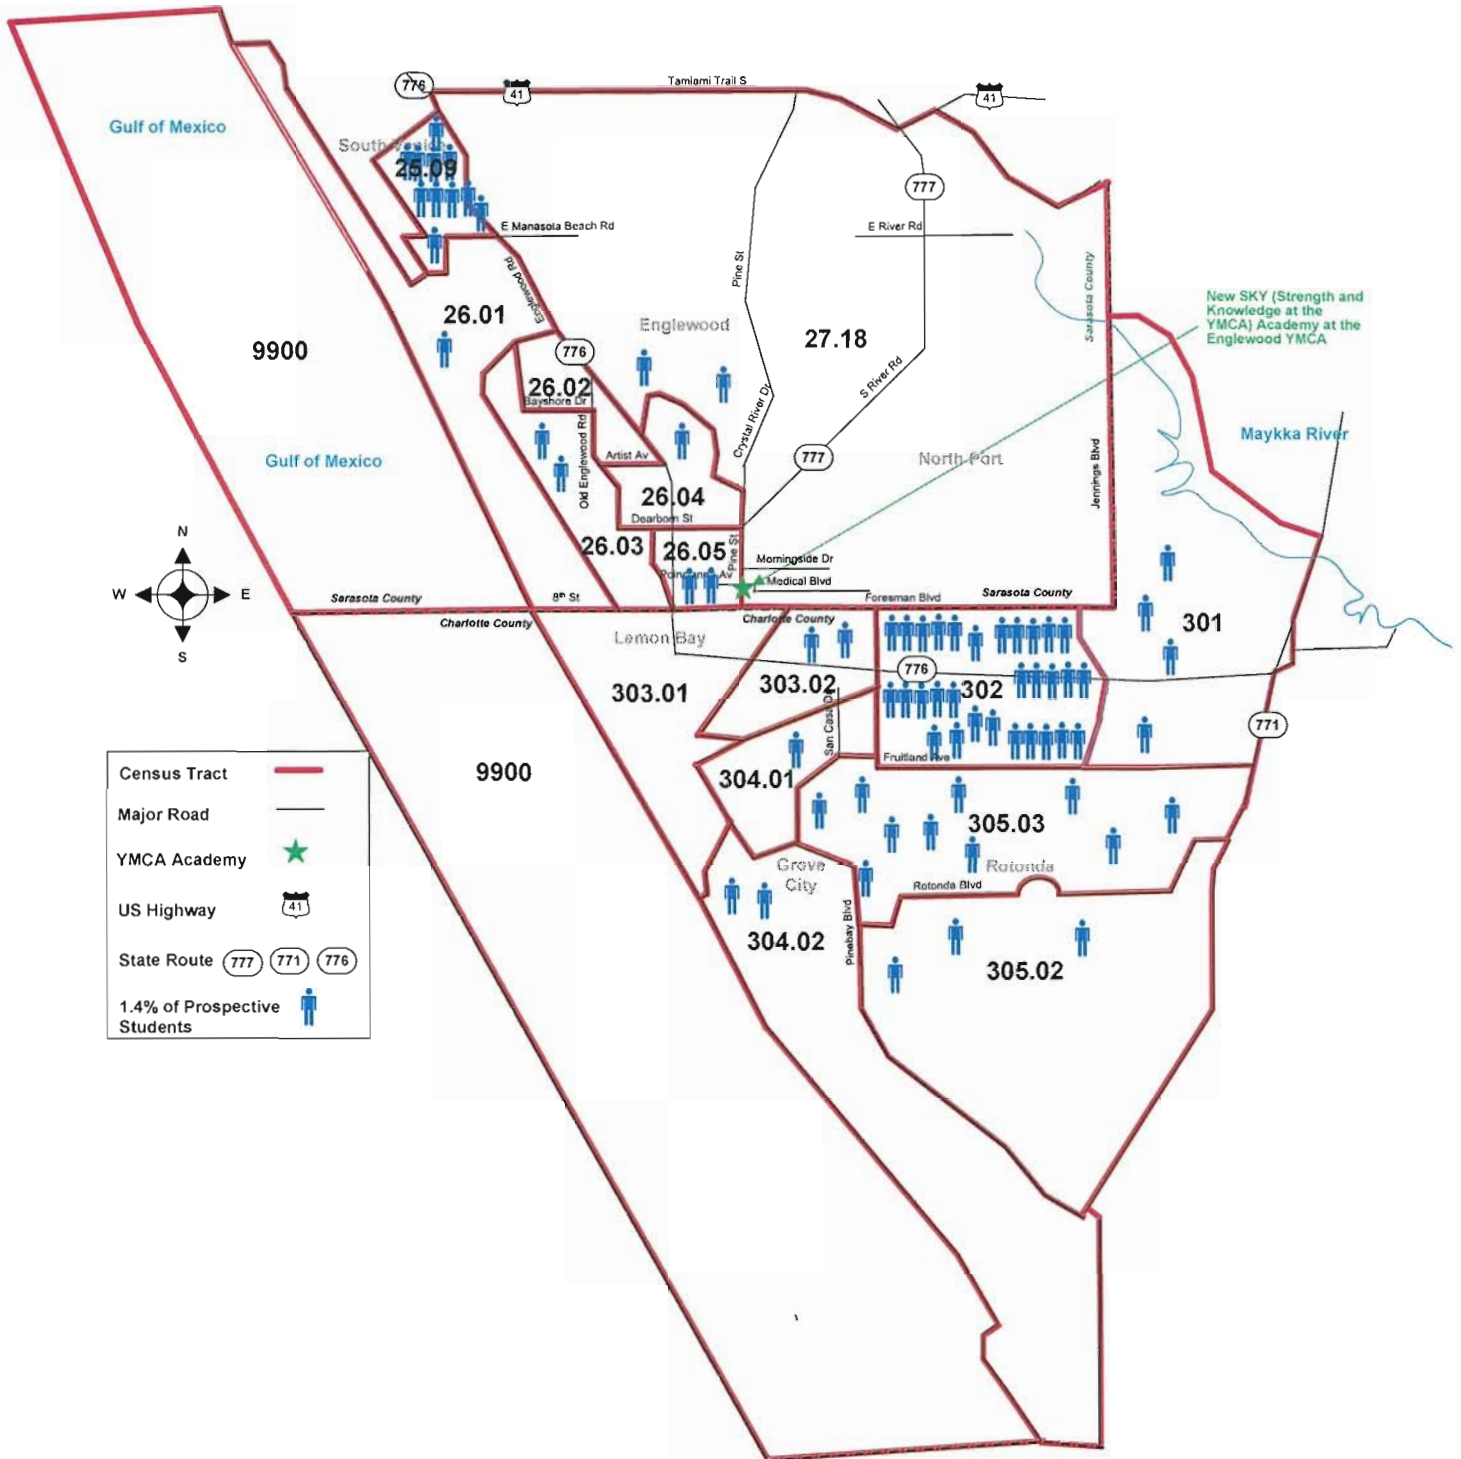 776
41
Tamiami Trail S
41
Gulf of Mexico
South Venice
25.09
777
E Manasota Beach Rd
E River Rd
Englewood Rd
Pine St
Sarasota County
New SKY (Strength and
Knowledge at the
YMCA) Academy at the
Englewood YMCA
26.01
Englewood
27.18
9900
776
26.02
Bayshore Dr
S River Rd
Crystal River Dr
Old Englewood Rd
Maykka River
Gulf of Mexico
Artist Av
777
North Port
Jennings Blvd
26.04
Dearborn St
N
W
E
S
26.03
26.05
Pine St
Morningside Dr
Medical Blvd
Sarasota County
8th St
Foresman Blvd
Sarasota County
Charlotte County
Charlotte County
Lemon Bay
301
776
303.01
303.02
302
San Casa Dr
771
Fruitland Ave
9900
304.01
305.03
Grove
City
Rotonda
Rotonda Blvd
Pinebay Blvd
304.02
305.02
Census Tract
Major Road
YMCA Academy
US Highway
41
State Route 777 771 776
1.4% of Prospective
Students